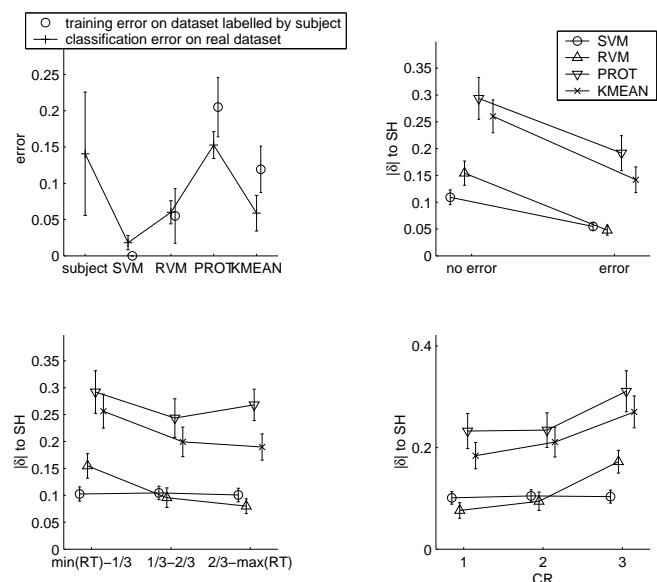 training error on dataset labelled by subject
classification error on real dataset
0.25
0.2
0.15
0.1
0.05
0
error
subject SVM RVM PROT KMEAN
SVM
RVM
PROT
KMEAN
0.35
0.3
0.25
0.2
0.15
0.1
0.05
0
|δ| to SH
no error error
0.35
0.3
0.25
0.2
0.15
0.1
0.05
0
|δ| to SH
min(RT)−1/3 1/3−2/3 2/3−max(RT)
0.4
0.2
0
|δ| to SH
1 2 3
CR